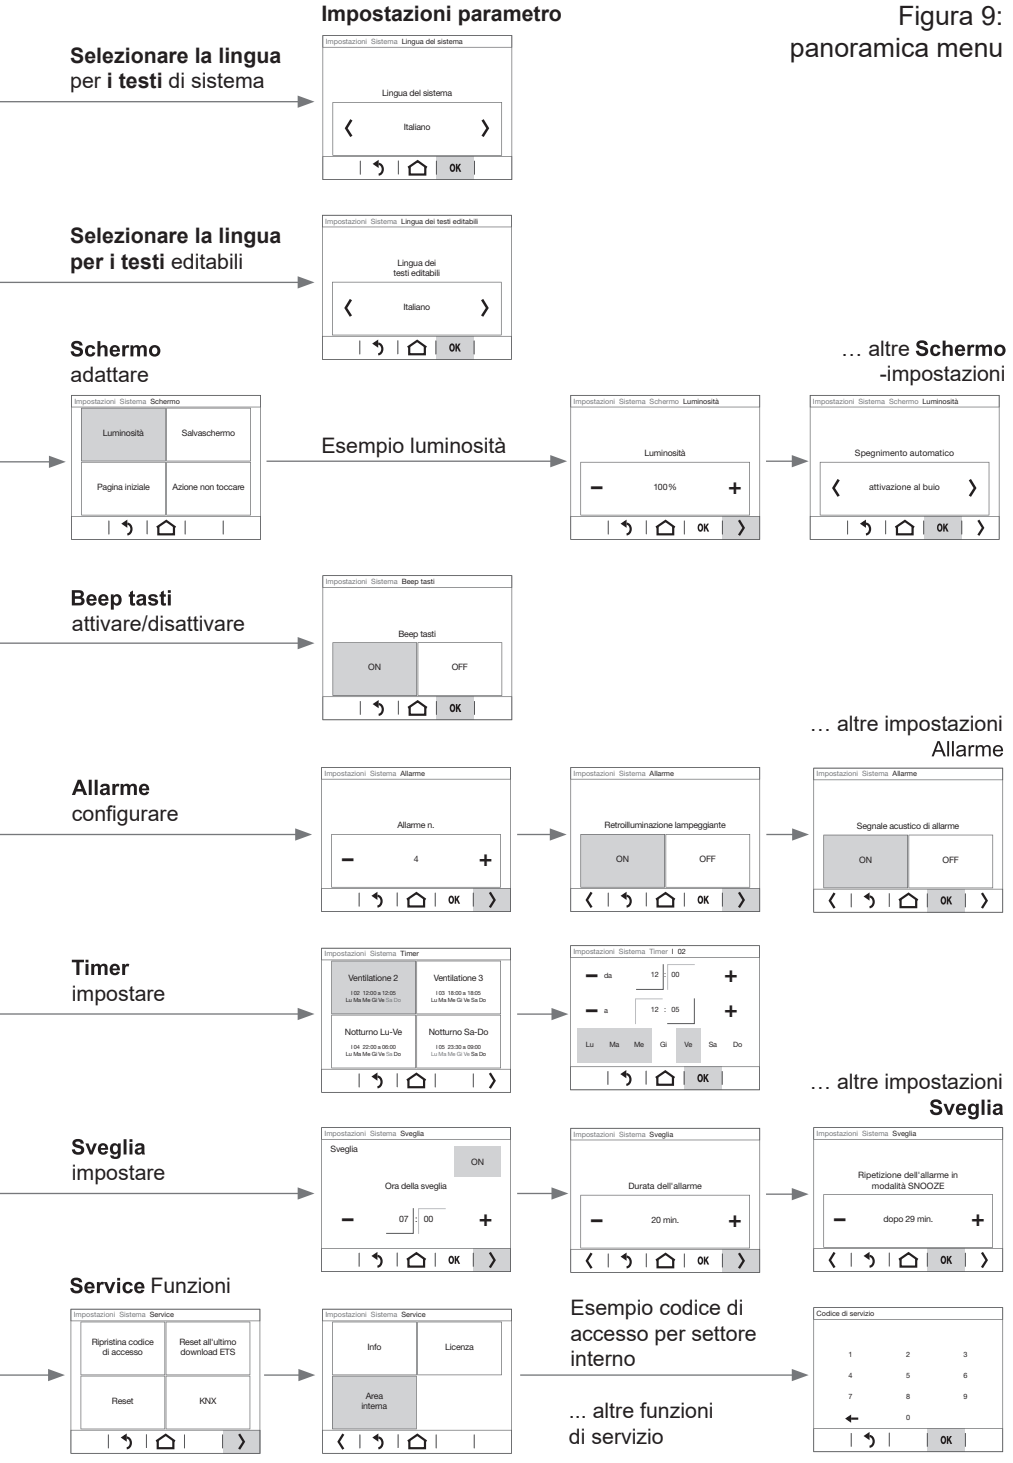 Impostazioni parametro
Figura 9:
panoramica menu
Selezionare la lingua
per i testi di sistema
Impostazioni Sistema Lingua del sistema
Lingua del sistema
Italiano
OK
Selezionare la lingua
per i testi editabili
Impostazioni Sistema Lingua dei testi editabili
Lingua dei
testi editabili
Italiano
OK
Schermo
adattare
Impostazioni Sistema Schermo
Luminosità Salvaschermo
Pagina iniziale Azione non toccare
Esempio luminosità
Impostazioni Sistema Schermo Luminosità
Luminosità
− 100% +
OK
… altre Schermo
-impostazioni
Impostazioni Sistema Schermo Luminosità
Spegnimento automatico
attivazione al buio
OK
Beep tasti
attivare/disattivare
Impostazioni Sistema Beep tasti
Beep tasti
ON OFF
OK
Allarme
configurare
Impostazioni Sistema Allarme
Allarme n.
− 4 +
OK
Impostazioni Sistema Allarme
Retroilluminazione lampeggiante
ON OFF
OK
… altre impostazioni
Allarme
Impostazioni Sistema Allarme
Segnale acustico di allarme
ON OFF
OK
Timer
impostare
Impostazioni Sistema Timer
Ventilatione 2 Ventilatione 3
I 02 12:00 a 12:05 I 03 18:00 a 18:05
Lu Ma Me Gi Ve Sa Do Lu Ma Me Gi Ve Sa Do
Notturno Lu-Ve Notturno Sa-Do
I 04 22:00 a 06:00 I 05 23:30 a 09:00
Lu Ma Me Gi Ve Sa Do Lu Ma Me Gi Ve Sa Do
Impostazioni Sistema Timer I 02
− da 12 : 00 +
− a 12 : 05 +
Lu Ma Me Gi Ve Sa Do
OK
Sveglia
impostare
Impostazioni Sistema Sveglia
Sveglia
ON
Ora della sveglia
− 07 : 00 +
OK
Impostazioni Sistema Sveglia
Durata dell'allarme
− 20 min. +
OK
… altre impostazioni
Sveglia
Impostazioni Sistema Sveglia
Ripetizione dell'allarme in
modalità SNOOZE
− dopo 29 min. +
OK
Service Funzioni
Impostazioni Sistema Service
Ripristina codice
di accesso
Reset all'ultimo
download ETS
Reset KNX
Impostazioni Sistema Service
Info Licenza
Area
interna
Esempio codice di
accesso per settore
interno
... altre funzioni
di servizio
Codice di servizio
1 2 3
4 5 6
7 8 9
0
OK